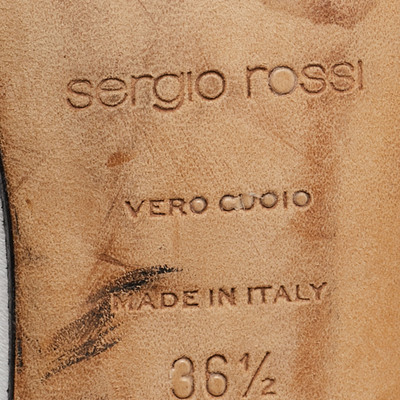 sergio rossi
VERO CUOIO
MADE IN ITALY
36½